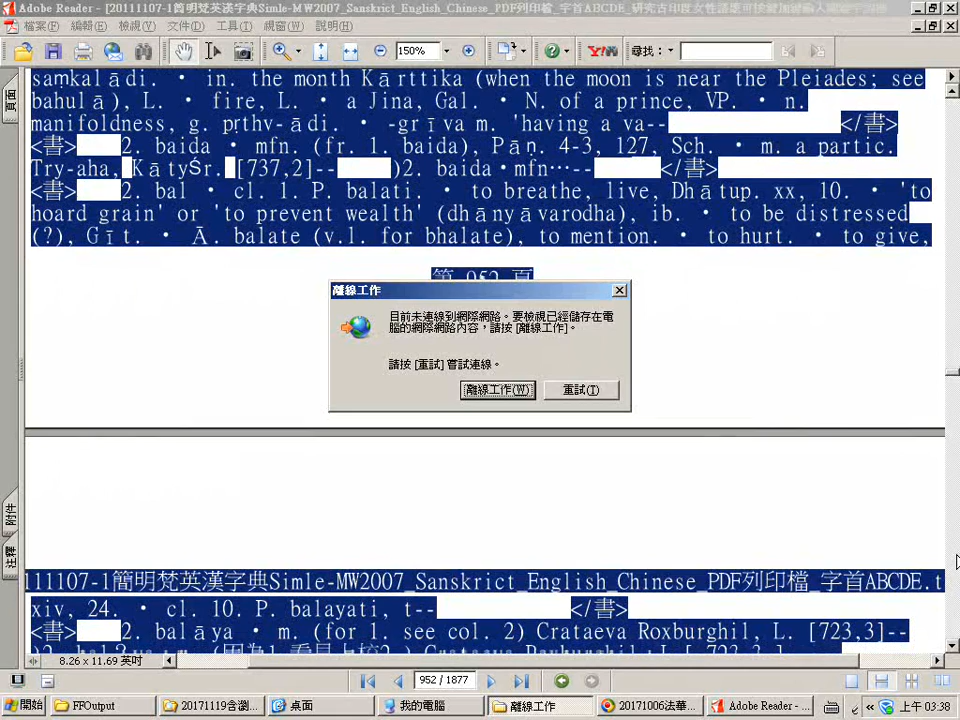 Adobe Reader - [20111107-1簡明梵英漢字典Simle-MW2007_Sanskrict_English_Chinese_PDF列印檔_字首ABCDE_研究古印度女性
檔案(F) 編輯(E) 檢視(V) 文件(D) 工具(T) 視窗(W) 說明(H)
150% Y! 尋找：
頁面
saṃkalādi. • in. the month Kārttika (when the moon is near the Pleiades; see
bahulā), L. • fire, L. • a Jina, Gal. • N. of a prince, VP. • n.
manifoldness, g. pṛthv-ādi. • -grīva m. 'having a va-- </書>
<書> 2. baida • mfn. (fr. 1. baida), Pāṇ. 4-3, 127, Sch. • m. a partic.
Try-aha, KātyŚr. [737,2]-- )2. baida•mfn…-- </書>
<書> 2. bal • cl. 1. P. balati. • to breathe, live, Dhātup. xx, 10. • 'to
hoard grain' or 'to prevent wealth' (dhānyāvarodha), ib. • to be distressed
(?), Gīt. • Ā. balate (v.l. for bhalate), to mention. • to hurt. • to give,
第 952 頁
離線工作
目前未連線到網際網路。要檢視已經儲存在電
腦的網際網路內容，請按 [離線工作]。
請按 [重試] 嘗試連線。
離線工作(W) 重試(T)
附件
注釋
111107-1簡明梵英漢字典Simle-MW2007_Sanskrict_English_Chinese_PDF列印檔_字首ABCDE.t
xiv, 24. • cl. 10. P. balayati, t-- </書>
<書> 2. balāya • m. (for 1. see col. 2) Crataeva Roxburghil, L. [723,3]--
8.26 x 11.69 英吋
952 / 1877
開始 FFOutput 20171119含瀏... 桌面 我的電腦 離線工作 20171006法華... Adobe Reader - ... 上午 03:38